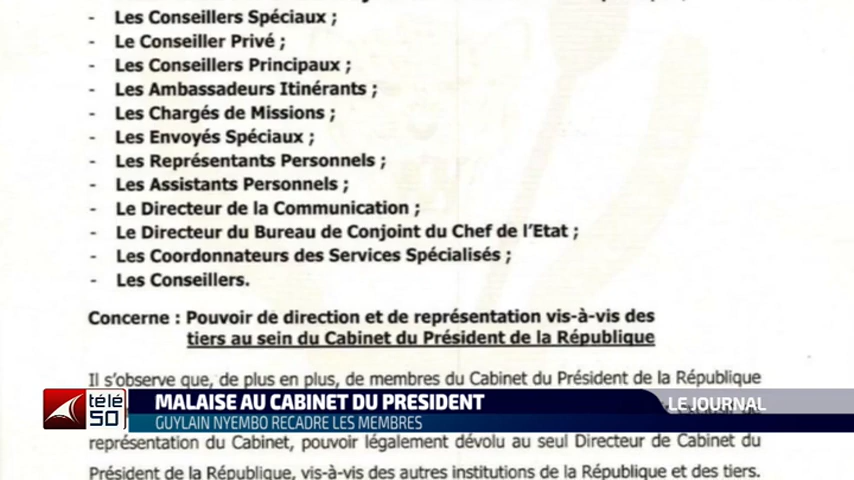 - Les Conseillers Spéciaux ;
- Le Conseiller Privé ;
- Les Conseillers Principaux ;
- Les Ambassadeurs Itinérants ;
- Les Chargés de Missions ;
- Les Envoyés Spéciaux ;
- Les Représentants Personnels ;
- Les Assistants Personnels ;
- Le Directeur de la Communication ;
- Le Directeur du Bureau de Conjoint du Chef de l'Etat ;
- Les Coordonnateurs des Services Spécialisés ;
- Les Conseillers.
Concerne : Pouvoir de direction et de représentation vis-à-vis des
tiers au sein du Cabinet du Président de la République
Il s'observe que, de plus en plus, de membres du Cabinet du Président de la République
télé
50
MALAISE AU CABINET DU PRESIDENT
LE JOURNAL
GUYLAIN NYEMBO RECADRE LES MEMBRES
représentation du Cabinet, pouvoir légalement dévolu au seul Directeur de Cabinet du
Président de la République, vis-à-vis des autres institutions de la République et des tiers.